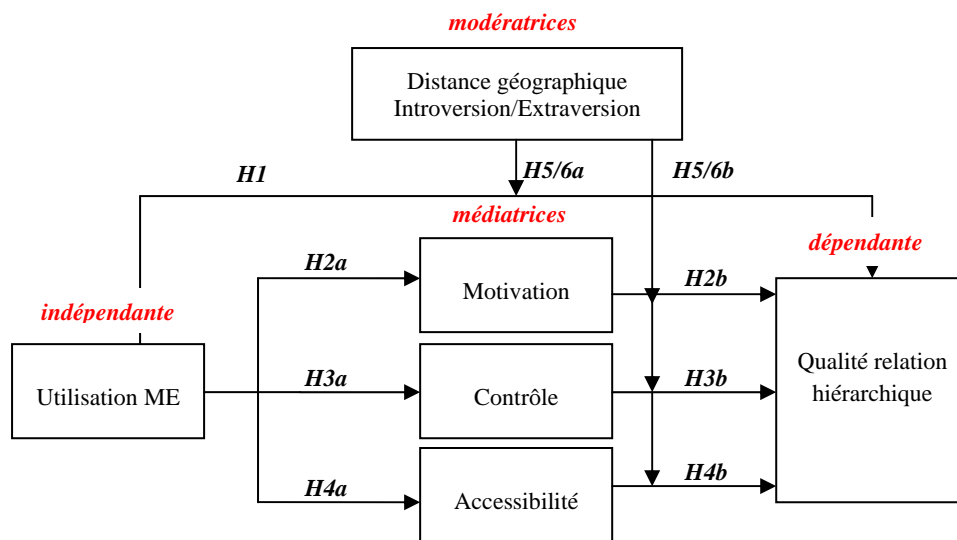 modératrices
Distance géographique
Introversion/Extraversion
H1
H5/6a
H5/6b
médiatrices
dépendante
H2a
Motivation
H2b
indépendante
Utilisation ME
H3a
Contrôle
H3b
Qualité relation
hiérarchique
H4a
Accessibilité
H4b